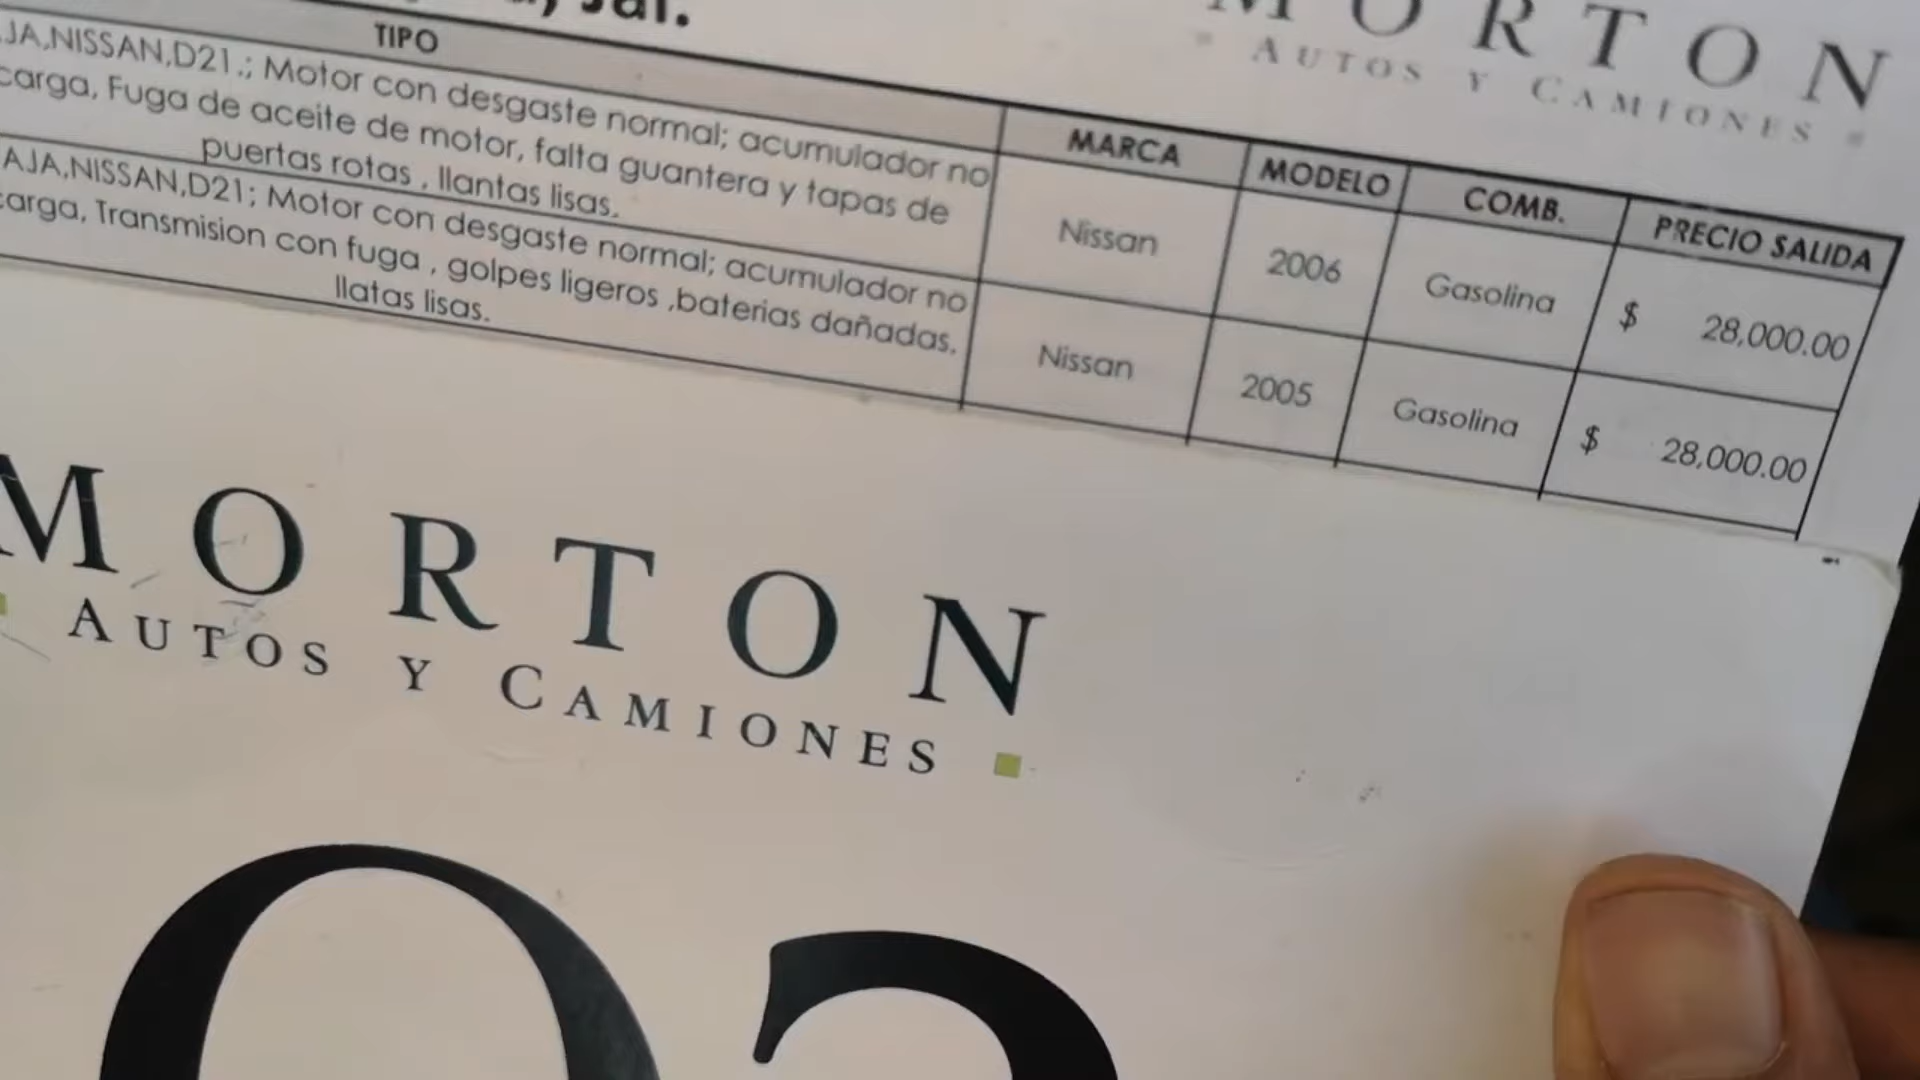 Jal.
MORTON
AUTOS Y CAMIONES
TIPO
MARCA
MODELO
COMB.
PRECIO SALIDA
JA,NISSAN,D21.; Motor con desgaste normal; acumulador no
carga, Fuga de aceite de motor, falta guantera y tapas de
puertas rotas , llantas lisas.
Nissan
2006
Gasolina
$ 28,000.00
AJA,NISSAN,D21; Motor con desgaste normal; acumulador no
carga, Transmision con fuga , golpes ligeros ,baterias dañadas,
llatas lisas.
Nissan
2005
Gasolina
$ 28,000.00
MORTON
AUTOS Y CAMIONES